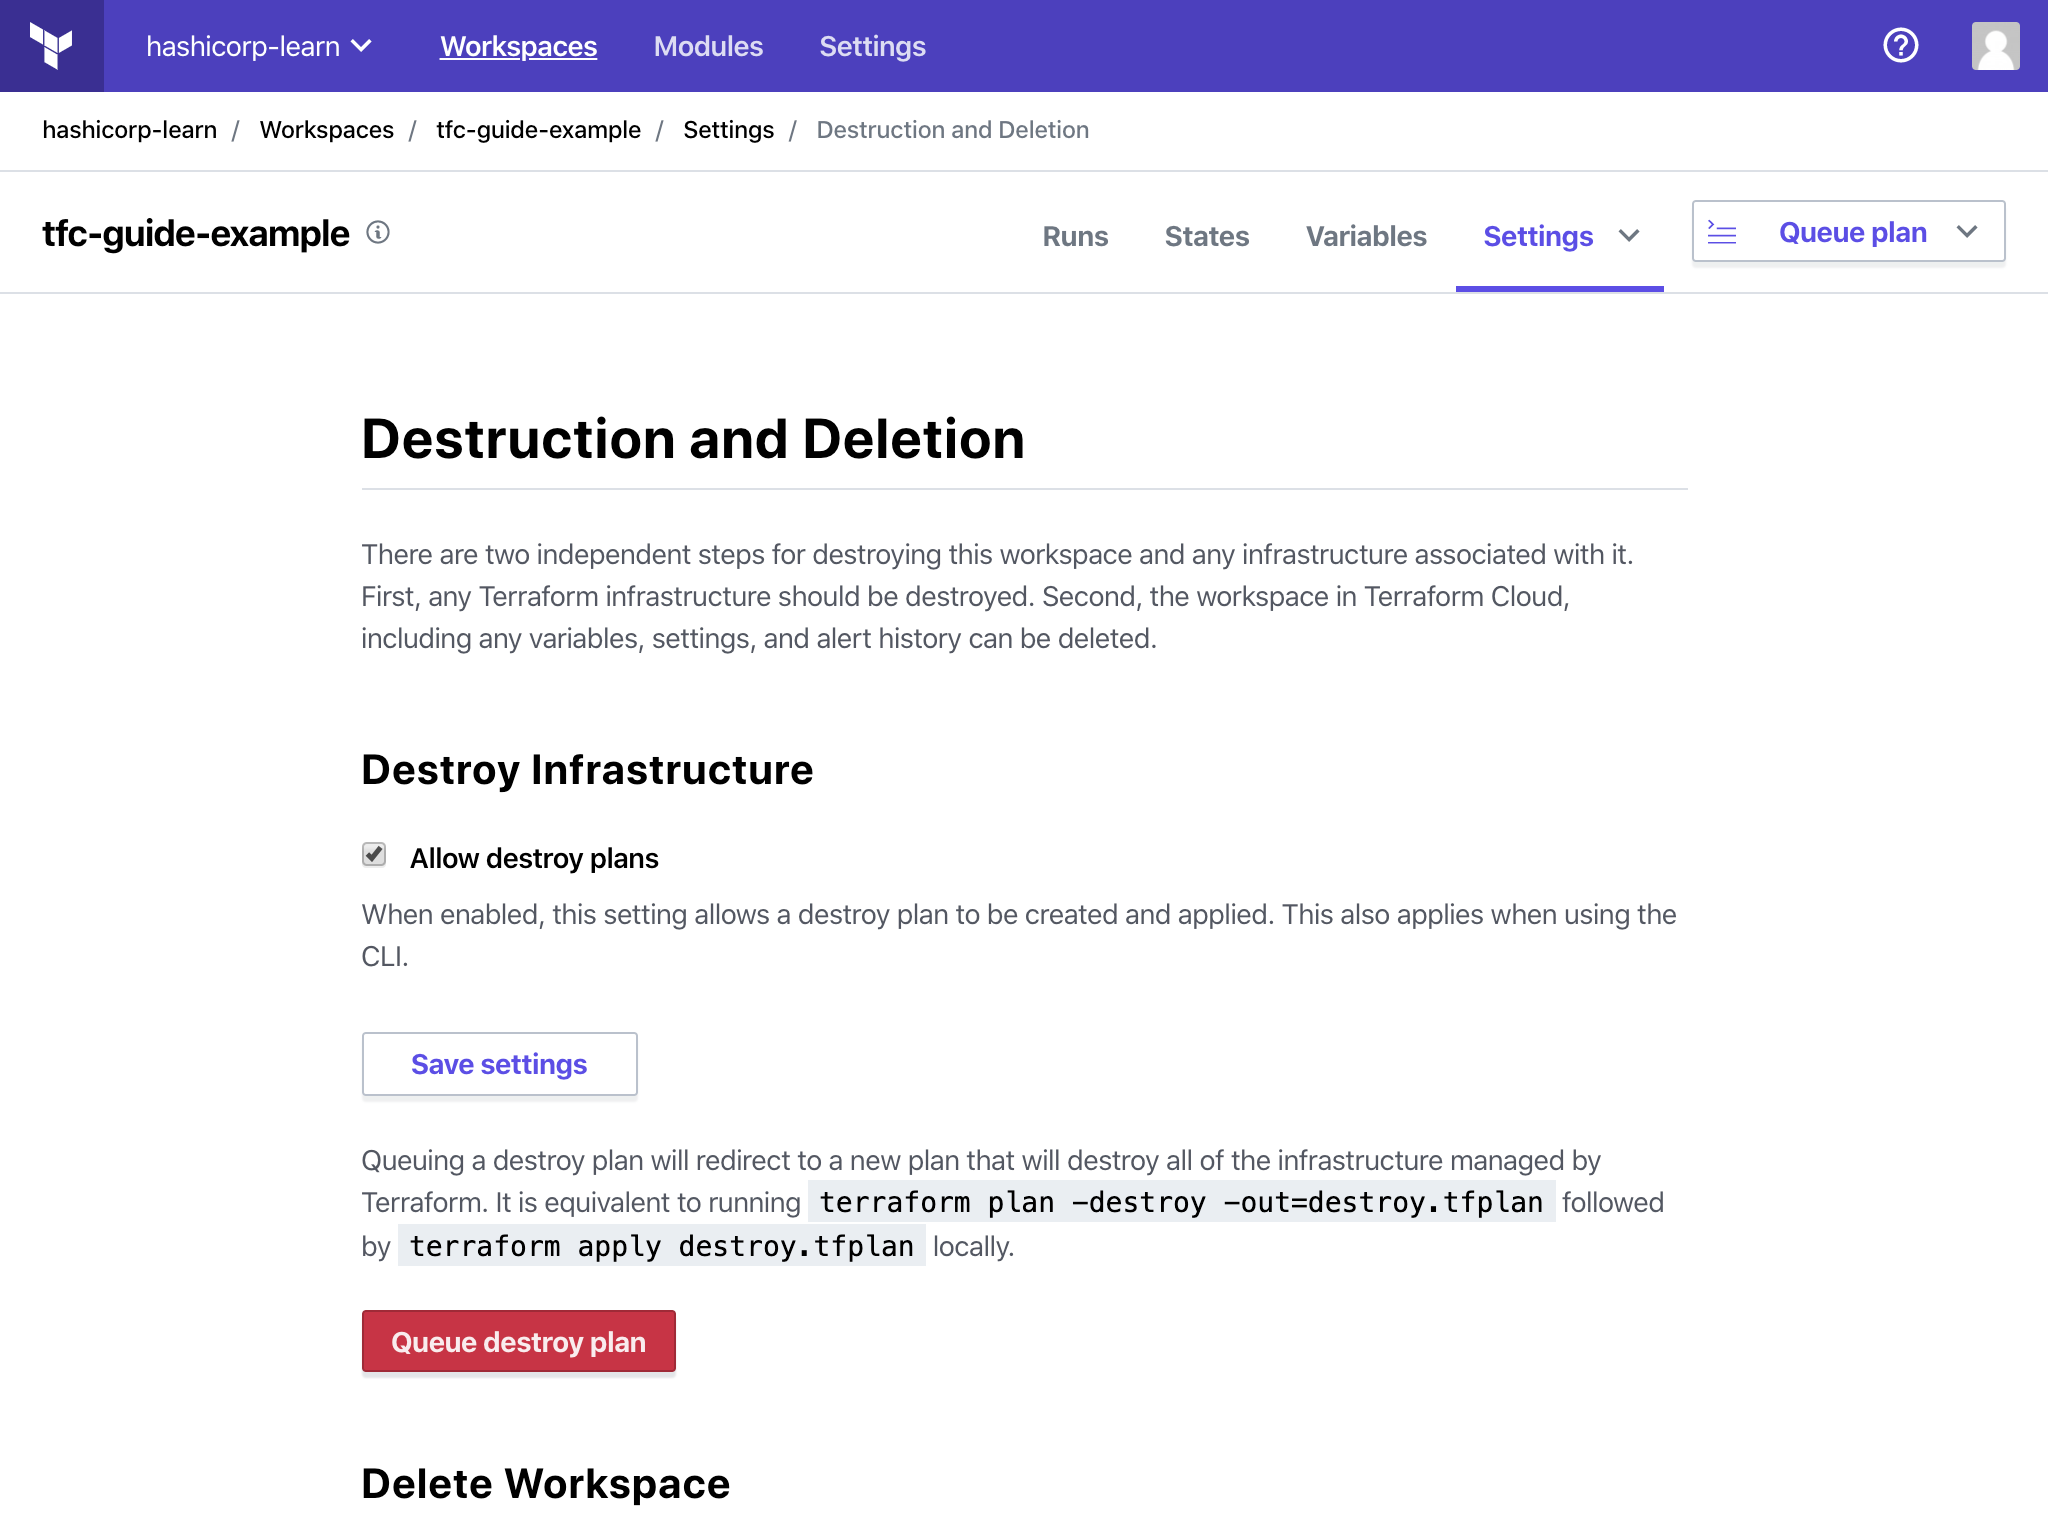 hashicorp-learn Workspaces Modules Settings
hashicorp-learn / Workspaces / tfc-guide-example / Settings / Destruction and Deletion
tfc-guide-example Runs States Variables Settings Queue plan
Destruction and Deletion
There are two independent steps for destroying this workspace and any infrastructure associated with it.
First, any Terraform infrastructure should be destroyed. Second, the workspace in Terraform Cloud,
including any variables, settings, and alert history can be deleted.
Destroy Infrastructure
Allow destroy plans
When enabled, this setting allows a destroy plan to be created and applied. This also applies when using the
CLI.
Save settings
Queuing a destroy plan will redirect to a new plan that will destroy all of the infrastructure managed by
Terraform. It is equivalent to running terraform plan -destroy -out=destroy.tfplan followed
by terraform apply destroy.tfplan locally.
Queue destroy plan
Delete Workspace